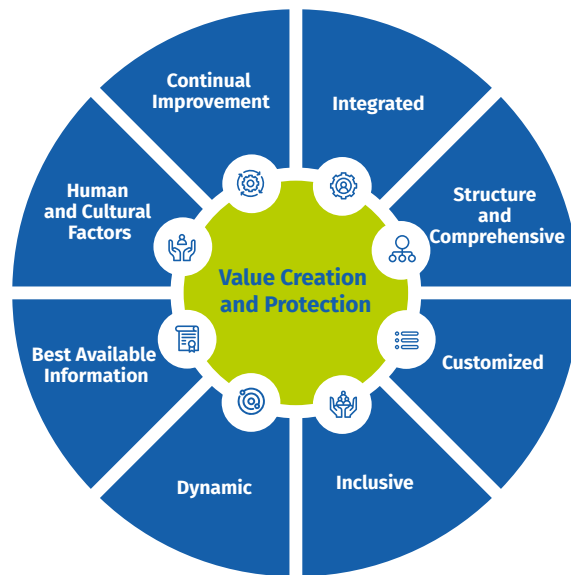 Continual
Improvement
Integrated
Human
and Cultural
Factors
Structure
and
Comprehensive
Value Creation
and Protection
Best Available
Information
Customized
Dynamic
Inclusive